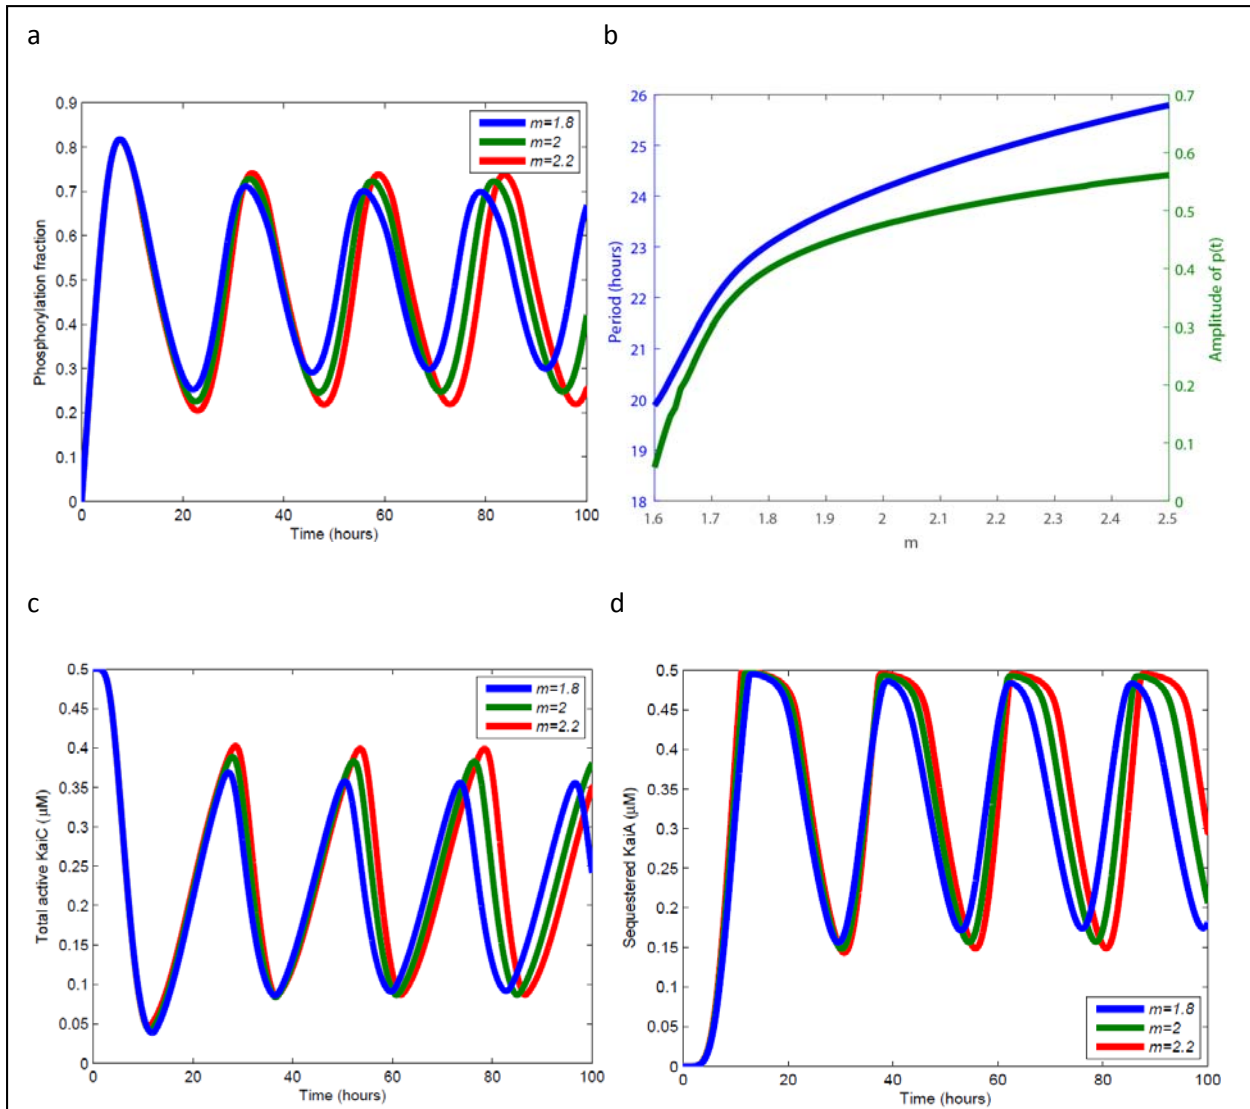 a
0.9
0.8
0.7
0.6
0.5
0.4
0.3
0.2
0.1
0
Phosphorylation fraction
m=1.8
m=2
m=2.2
0 20 40 60 80 100
Time (hours)
b
26
25
24
23
22
21
20
19
18
Period (hours)
0.7
0.6
0.5
0.4
0.3
0.2
0.1
0
Amplitude of p(t)
1.6 1.7 1.8 1.9 2 2.1 2.2 2.3 2.4 2.5
m
c
0.5
0.45
0.4
0.35
0.3
0.25
0.2
0.15
0.1
0.05
0
Total active KaiC (μM)
m=1.8
m=2
m=2.2
0 20 40 60 80 100
Time (hours)
d
0.5
0.45
0.4
0.35
0.3
0.25
0.2
0.15
0.1
0.05
0
Sequestered KaiA (μM)
m=1.8
m=2
m=2.2
0 20 40 60 80 100
Time (hours)